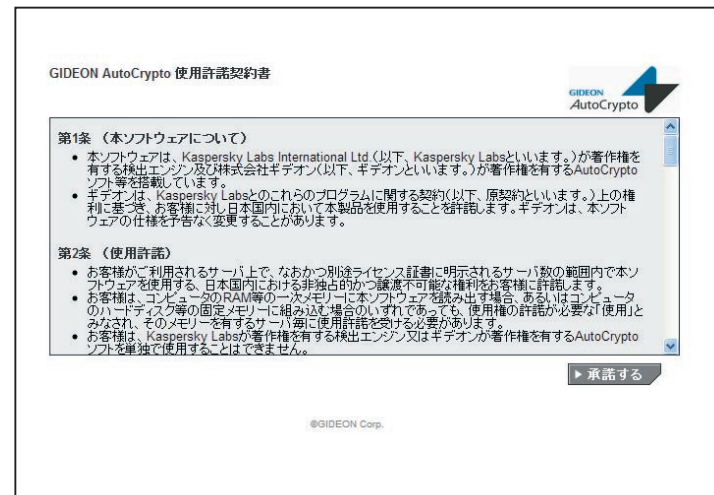 GIDEON AutoCrypto 使用許諾契約書
GIDEON
AutoCrypto
第1条 （本ソフトウェアについて）
• 本ソフトウェアは、Kaspersky Labs International Ltd.（以下、Kaspersky Labsといいます。）が著作権を
有する検出エンジン及び株式会社ギデオン（以下、ギデオンといいます。）が著作権を有するAutoCrypto
ソフト等を搭載しています。
• ギデオンは、Kaspersky Labsとのこれらのプログラムに関する契約（以下、原契約といいます。）上の権
利に基づき、お客様に対し日本国内において本製品を使用することを許諾します。ギデオンは、本ソフト
ウェアの仕様を予告なく変更することがあります。
第2条 （使用許諾）
• お客様がご利用されるサーバ上で、なおかつ別途ライセンス証書に明示されるサーバ数の範囲内で本ソ
フトウェアを使用する、日本国内における非独占的かつ譲渡不可能な権利をお客様に許諾します。
• お客様は、コンピュータのRAM等の一次メモリーに本ソフトウェアを読み出す場合、あるいはコンピュータ
のハードディスク等の固定メモリーに組み込む場合のいずれであっても、使用権の許諾が必要な「使用」と
みなされ、そのメモリーを有するサーバ毎に使用許諾を受ける必要があります。
• お客様は、Kaspersky Labsが著作権を有する検出エンジン又はギデオンが著作権を有するAutoCrypto
ソフトを単独で使用することはできません。
承諾する
©GIDEON Corp.